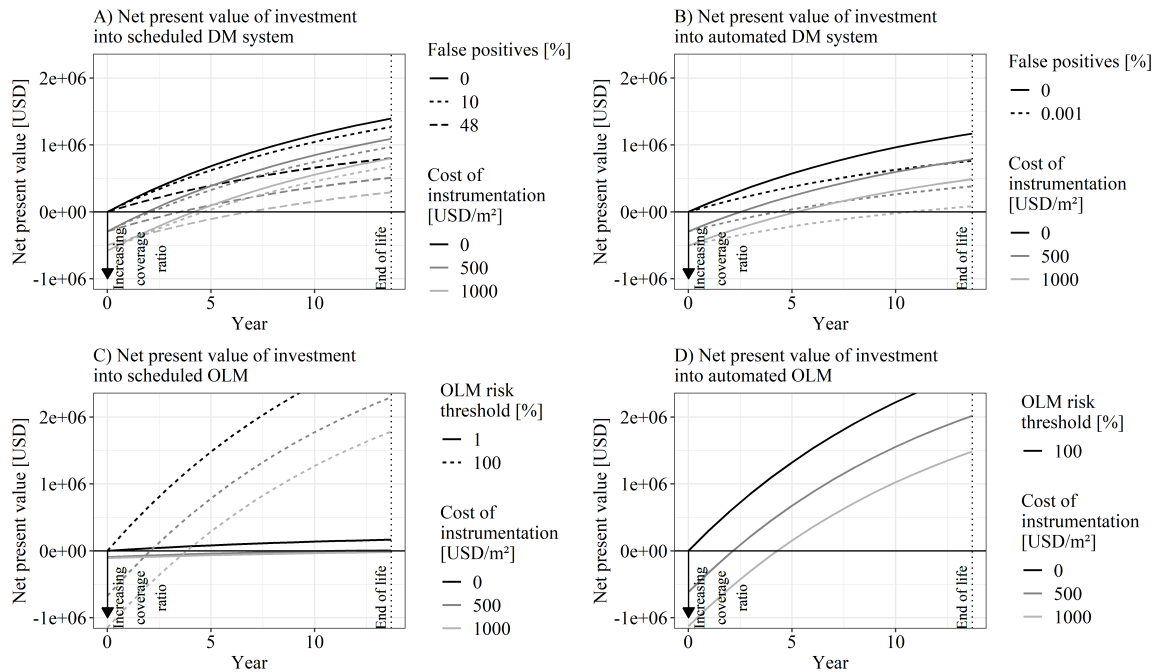 A) Net present value of investment
into scheduled DM system
Net present value [USD]
2e+06
1e+06
0e+00
-1e+06
0
5
10
Year
Increasing
coverage
ratio
End of life
False positives [%]
0
10
48
Cost of
instrumentation
[USD/m²]
0
500
1000
B) Net present value of investment
into automated DM system
Net present value [USD]
2e+06
1e+06
0e+00
-1e+06
0
5
10
Year
Increasing
coverage
ratio
End of life
False positives [%]
0
0.001
Cost of
instrumentation
[USD/m²]
0
500
1000
C) Net present value of investment
into scheduled OLM
Net present value [USD]
2e+06
1e+06
0e+00
-1e+06
0
5
10
Year
Increasing
coverage
ratio
End of life
OLM risk
threshold [%]
1
100
Cost of
instrumentation
[USD/m²]
0
500
1000
D) Net present value of investment
into automated OLM
Net present value [USD]
2e+06
1e+06
0e+00
-1e+06
0
5
10
Year
Increasing
coverage
ratio
End of life
OLM risk
threshold [%]
100
Cost of
instrumentation
[USD/m²]
0
500
1000